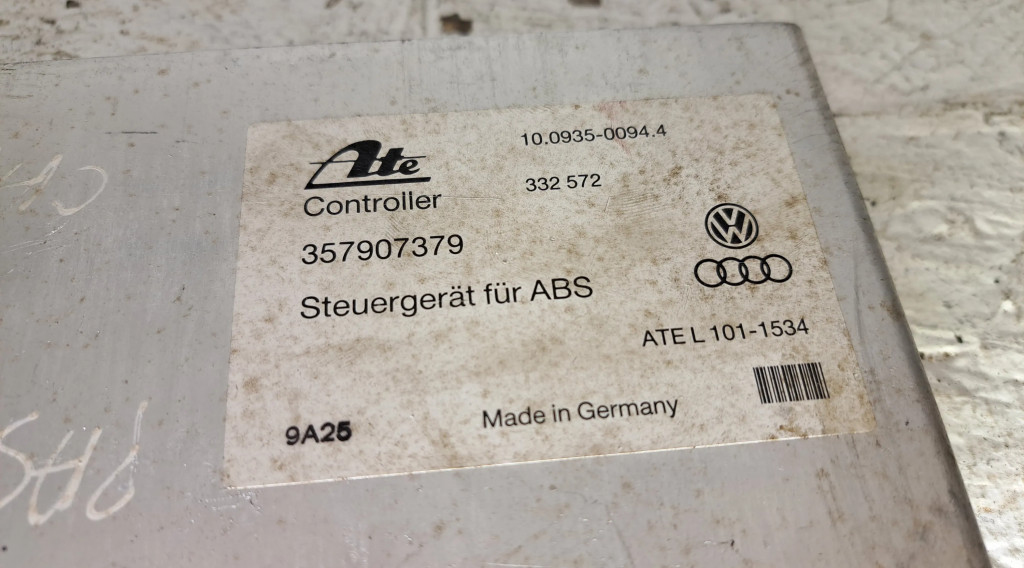 Ate
10.0935-0094.4
Controller
332 572
357907379
Steuergerät für ABS
ATE L 101-1534
Made in Germany
9A25
PAS